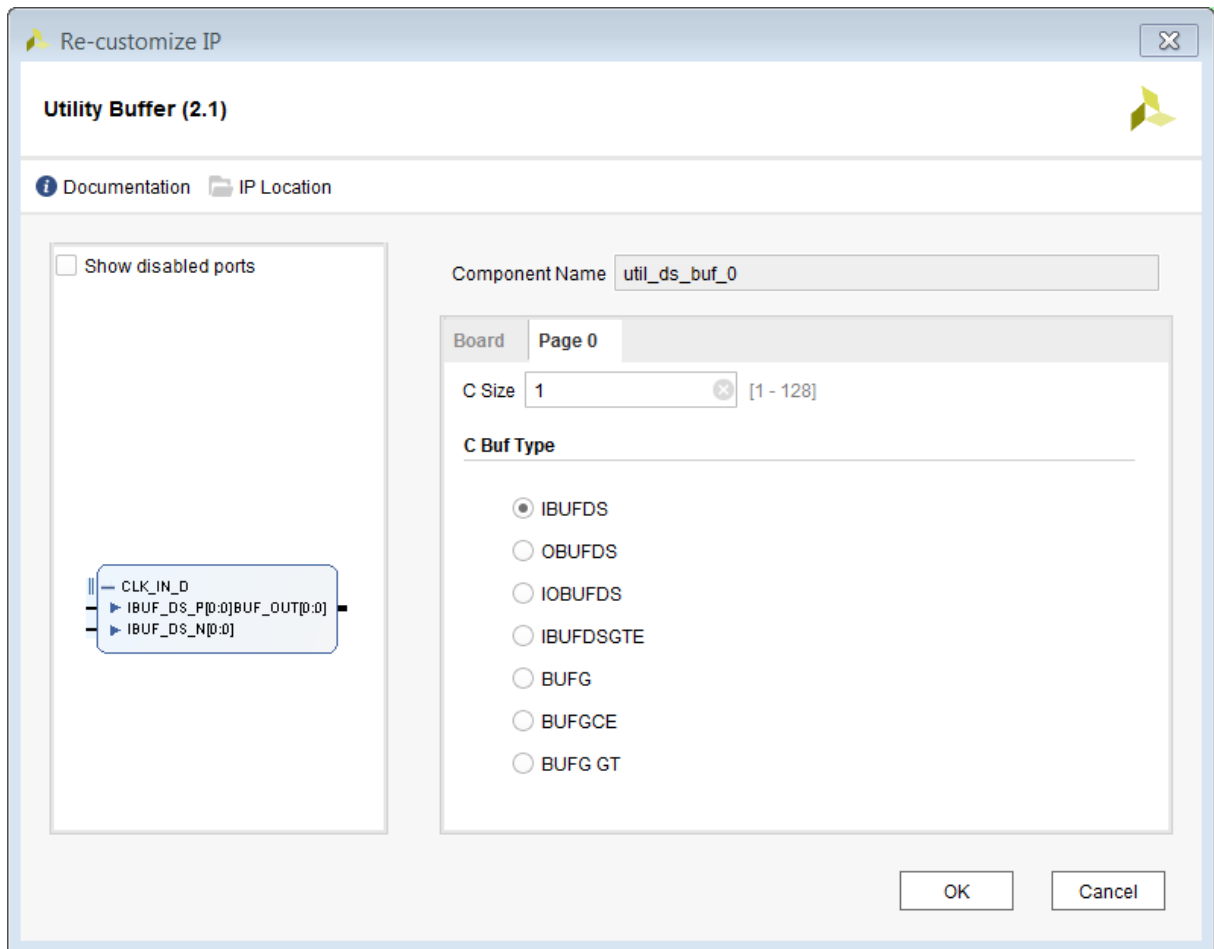 Re-customize IP
Utility Buffer (2.1)
Documentation IP Location
Show disabled ports
CLK_IN_D
IBUF_DS_P[0:0] BUF_OUT[0:0]
IBUF_DS_N[0:0]
Component Name util_ds_buf_0
Board Page 0
C Size 1 [1 - 128]
C Buf Type
IBUFDS
OBUFDS
IOBUFDS
IBUFDSGTE
BUFG
BUFGCE
BUFG GT
OK Cancel